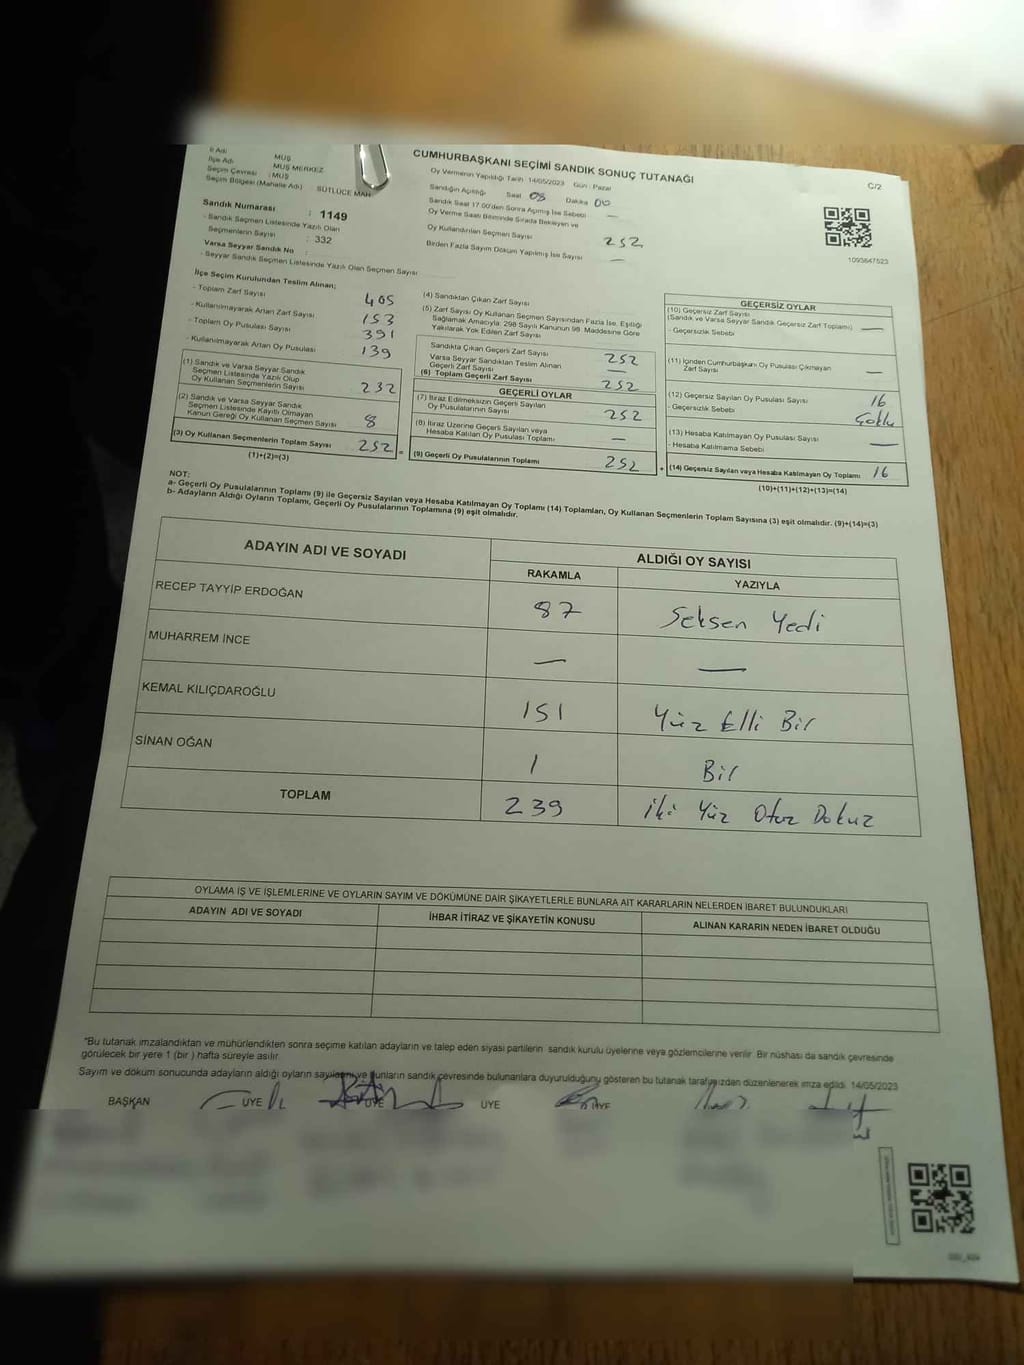 İl Adı
MUŞ
İlçe Adı
MUŞ MERKEZ
Seçim Çevresi : MUŞ
Seçim Bölgesi (Mahalle Adı) SÜTLÜCE MAH.
CUMHURBAŞKANI SEÇİMİ SANDIK SONUÇ TUTANAĞI
C/2
Oy Vermenin Yapıldığı Tarih :14/05/2023 Gün : Pazar
Sandığın Açıldığı Saat 08 Dakika 00
Sandık Saat 17.00'den Sonra Açılmış İse Sebebi —
Oy Verme Saati Bitiminde Sırada Bekleyen ve
Oy Kullandırılan Seçmen Sayısı 252
Birden Fazla Sayım Döküm Yapılmış İse Sayısı —
1093647523
Sandık Numarası : 1149
- Sandık Seçmen Listesinde Yazılı Olan
Seçmenlerin Sayısı : 332
Varsa Seyyar Sandık No :
- Seyyar Sandık Seçmen Listesinde Yazılı Olan Seçmen Sayısı
İlçe Seçim Kurulundan Teslim Alınan;
- Toplam Zarf Sayısı 405
- Kullanılmayarak Artan Zarf Sayısı 153
- Toplam Oy Pusulası Sayısı 391
- Kullanılmayarak Artan Oy Pusulası 139
(1) Sandık ve Varsa Seyyar Sandık
Seçmen Listesinde Yazılı Olup
Oy Kullanan Seçmenlerin Sayısı 232
(2) Sandık ve Varsa Seyyar Sandık
Seçmen Listesinde Kayıtlı Olmayan
Kanun Gereği Oy Kullanan Seçmen Sayısı 8
(3) Oy Kullanan Seçmenlerin Toplam Sayısı 252
(1)+(2)=(3)
(4) Sandıktan Çıkan Zarf Sayısı
(5) Zarf Sayısı Oy Kullanan Seçmen Sayısından Fazla İse, Eşitliği
Sağlamak Amacıyla; 298 Sayılı Kanunun 98. Maddesine Göre
Yakılarak Yok Edilen Zarf Sayısı
Sandıkta Çıkan Geçerli Zarf Sayısı 252
Varsa Seyyar Sandıktan Teslim Alınan
Geçerli Zarf Sayısı —
(6) Toplam Geçerli Zarf Sayısı 252
GEÇERLİ OYLAR
(7) İtiraz Edilmeksizin Geçerli Sayılan
Oy Pusulalarının Sayısı 252
(8) İtiraz Üzerine Geçerli Sayılan veya
Hesaba Katılan Oy Pusulası Toplamı —
= (9) Geçerli Oy Pusulalarının Toplamı 252
GEÇERSİZ OYLAR
(10) Geçersiz Zarf Sayısı
(Sandık ve Varsa Seyyar Sandık Geçersiz Zarf Toplamı) —
- Geçersizlik Sebebi
(11) İçinden Cumhurbaşkanı Oy Pusulası Çıkmayan
Zarf Sayısı —
(12) Geçersiz Sayılan Oy Pusulası Sayısı 16
- Geçersizlik Sebebi
(13) Hesaba Katılmayan Oy Pusulası Sayısı —
- Hesaba Katılmama Sebebi
+ (14) Geçersiz Sayılan veya Hesaba Katılmayan Oy Toplamı 16
(10)+(11)+(12)+(13)=(14)
NOT:
a- Geçerli Oy Pusulalarının Toplamı (9) ile Geçersiz Sayılan veya Hesaba Katılmayan Oy Toplamı (14) Toplamları, Oy Kullanan Seçmenlerin Toplam Sayısına (3) eşit olmalıdır. (9)+(14)=(3)
b- Adayların Aldığı Oyların Toplamı, Geçerli Oy Pusulalarının Toplamına (9) eşit olmalıdır.
ADAYIN ADI VE SOYADI
ALDIĞI OY SAYISI
RAKAMLA YAZIYLA
RECEP TAYYİP ERDOĞAN 87 Seksen Yedi
MUHARREM İNCE — —
KEMAL KILIÇDAROĞLU 151 Yüz Elli Bir
SİNAN OĞAN 1 Bir
TOPLAM 239 İki Yüz Otuz Dokuz
OYLAMA İŞ VE İŞLEMLERİNE VE OYLARIN SAYIM VE DÖKÜMÜNE DAİR ŞİKAYETLERLE BUNLARA AİT KARARLARIN NELERDEN İBARET BULUNDUKLARI
ADAYIN ADI VE SOYADI İHBAR İTİRAZ VE ŞİKAYETİN KONUSU ALINAN KARARIN NEDEN İBARET OLDUĞU
"Bu tutanak imzalandıktan ve mühürlendikten sonra seçime katılan adayların ve talep eden siyasi partilerin sandık kurulu üyelerine veya gözlemcilerine verilir. Bir nüshası da sandık çevresinde
görülecek bir yere 1 (bir ) hafta süreyle asılır.
Sayım ve döküm sonucunda adayların aldığı oyların sayılarını ve bunların sandık çevresinde bulunanlara duyurulduğunu gösteren bu tutanak tarafımızdan düzenlenerek imza edildi. 14/05/2023
BAŞKAN ÜYE ÜYE ÜYE ÜYE